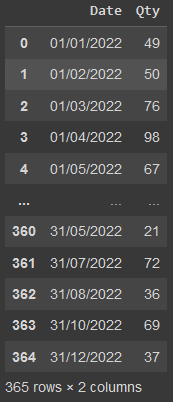 Date Qty
0 01/01/2022 49
1 01/02/2022 50
2 01/03/2022 76
3 01/04/2022 98
4 01/05/2022 67
... ... ...
360 31/05/2022 21
361 31/07/2022 72
362 31/08/2022 36
363 31/10/2022 69
364 31/12/2022 37
365 rows × 2 columns